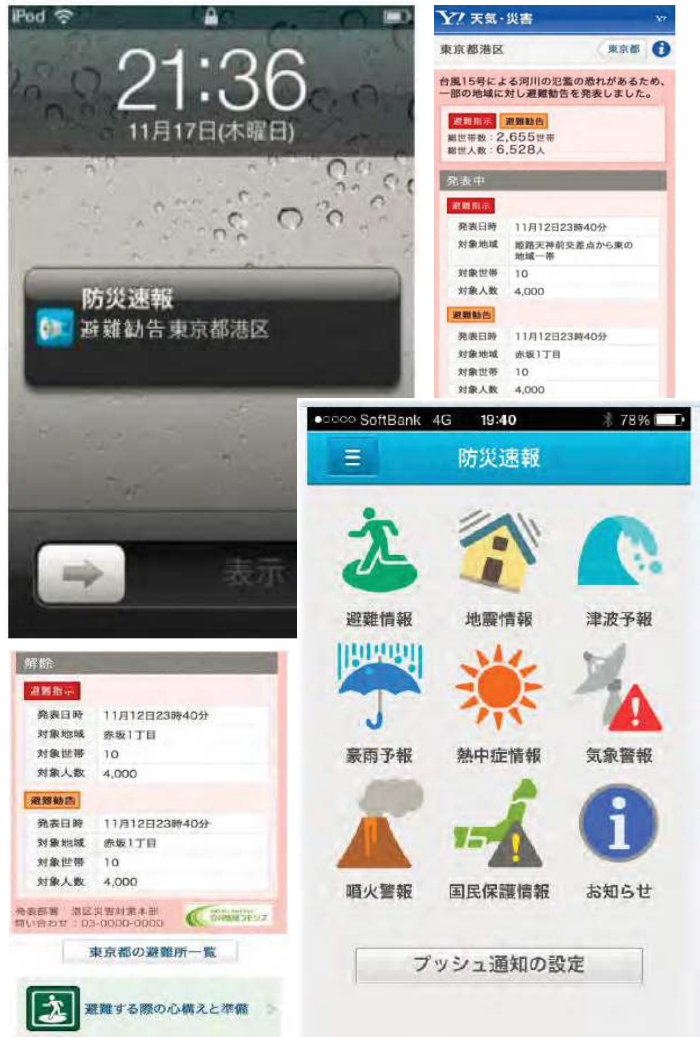 iPod
21:36
11月17日(木曜日)
防災速報
避難勧告東京都港区
表示
Y! 天気・災害
東京都港区
東京都
台風15号による河川の氾濫の恐れがあるため、
一部の地域に対し避難勧告を発表しました。
避難指示 避難勧告
総世帯数：2,655世帯
総世人数：6,528人
発表中
避難指示
発表日時 11月12日23時40分
対象地域 姫路天神前交差点から東の
地域一帯
対象世帯 10
対象人数 4,000
避難勧告
発表日時 11月12日23時40分
対象地域 赤坂1丁目
対象世帯 10
対象人数 4,000
SoftBank 4G 19:40 78%
防災速報
避難情報 地震情報 津波予報
豪雨予報 熱中症情報 気象警報
噴火警報 国民保護情報 お知らせ
プッシュ通知の設定
解除
避難指示
発表日時 11月12日23時40分
対象地域 赤坂1丁目
対象世帯 10
対象人数 4,000
避難勧告
発表日時 11月12日23時40分
対象地域 赤坂1丁目
対象世帯 10
対象人数 4,000
発表部署：港区災害対策本部
問い合わせ：03-0000-0000
東京都の避難所一覧
避難する際の心構えと準備